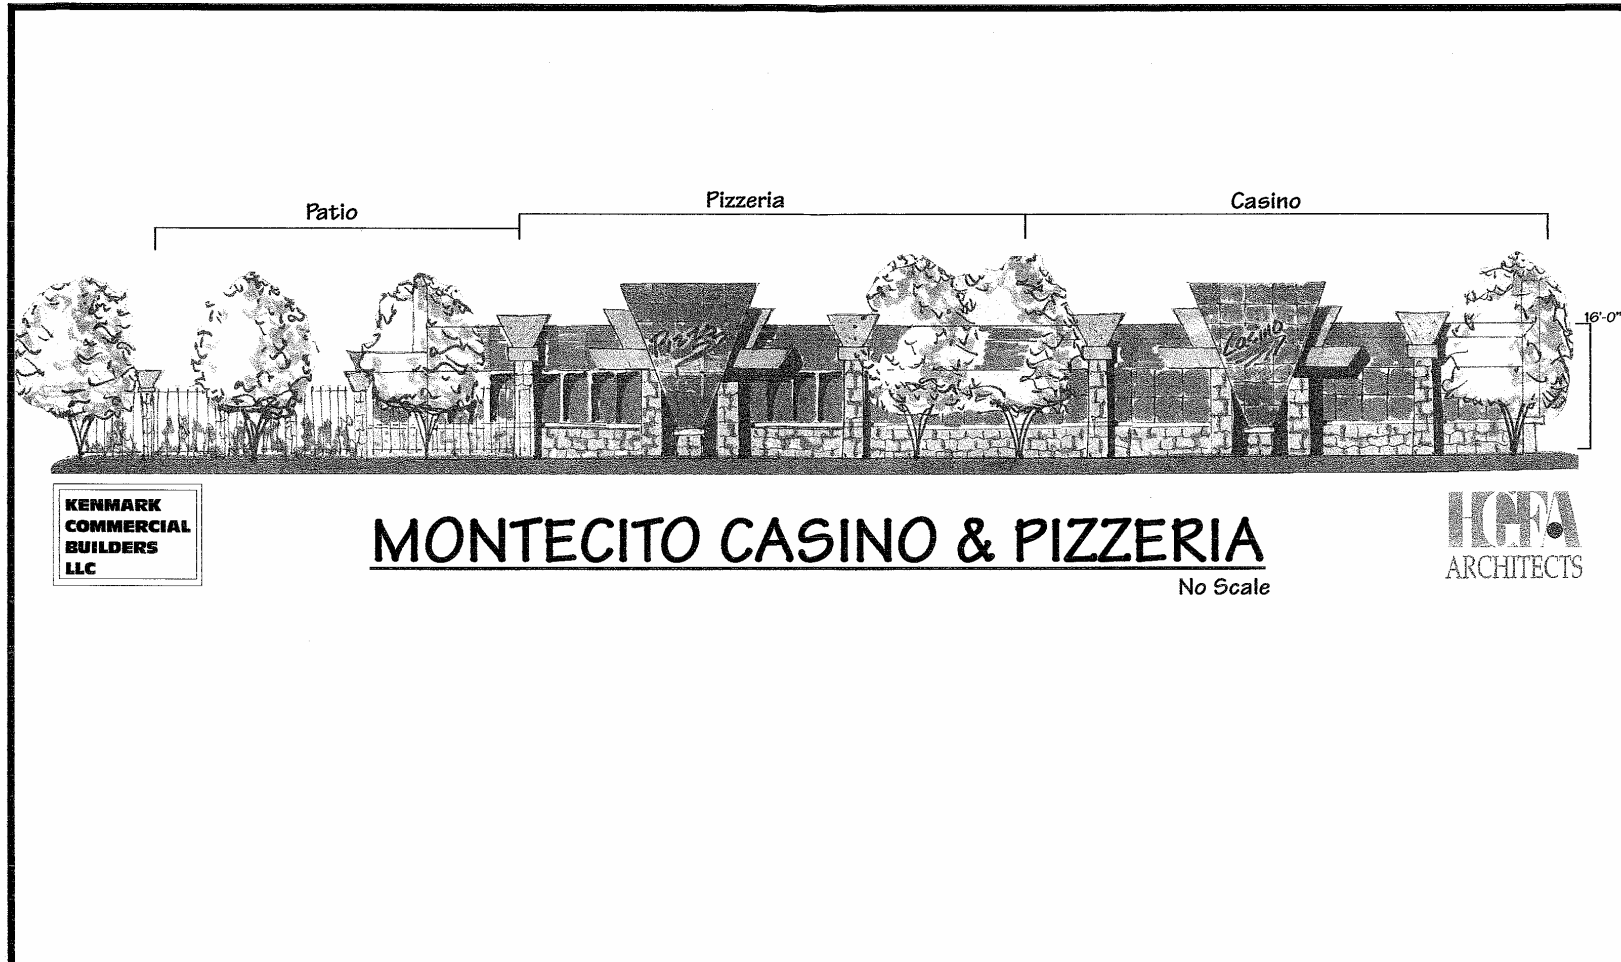 Patio
Pizzeria
Casino
16'-0"
Pizza
Casino
KENMARK
COMMERCIAL
BUILDERS
LLC
MONTECITO CASINO & PIZZERIA
No Scale
HGFA
ARCHITECTS